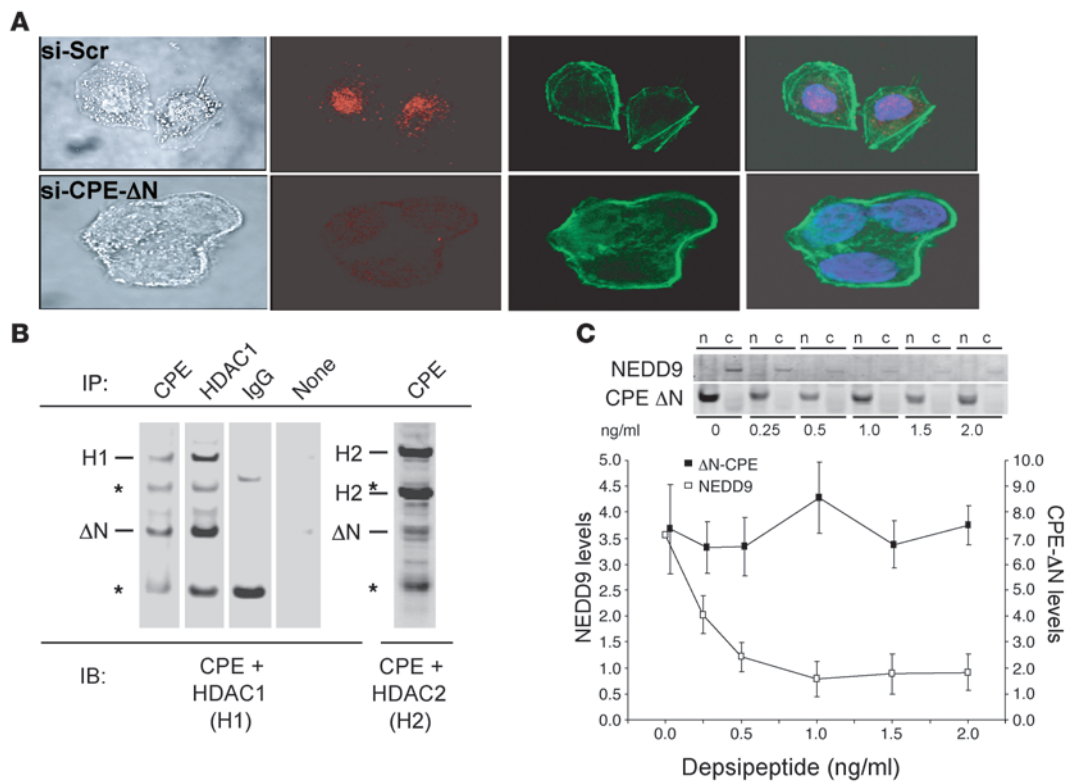 A
si-Scr
si-CPE-ΔN
B
IP: CPE HDAC1 IgG None CPE
H1
*
ΔN
*
H2
*
H2
ΔN
*
IB: CPE + HDAC1 (H1) CPE + HDAC2 (H2)
C
n c n c n c n c n c n c
NEDD9
CPE ΔN
ng/ml 0 0.25 0.5 1.0 1.5 2.0
ΔN-CPE
NEDD9
NEDD9 levels
5.0
4.5
4.0
3.5
3.0
2.5
2.0
1.5
1.0
0.5
0.0
CPE-ΔN levels
10.0
9.0
8.0
7.0
6.0
5.0
4.0
3.0
2.0
1.0
0.0
0.0 0.5 1.0 1.5 2.0
Depsipeptide (ng/ml)